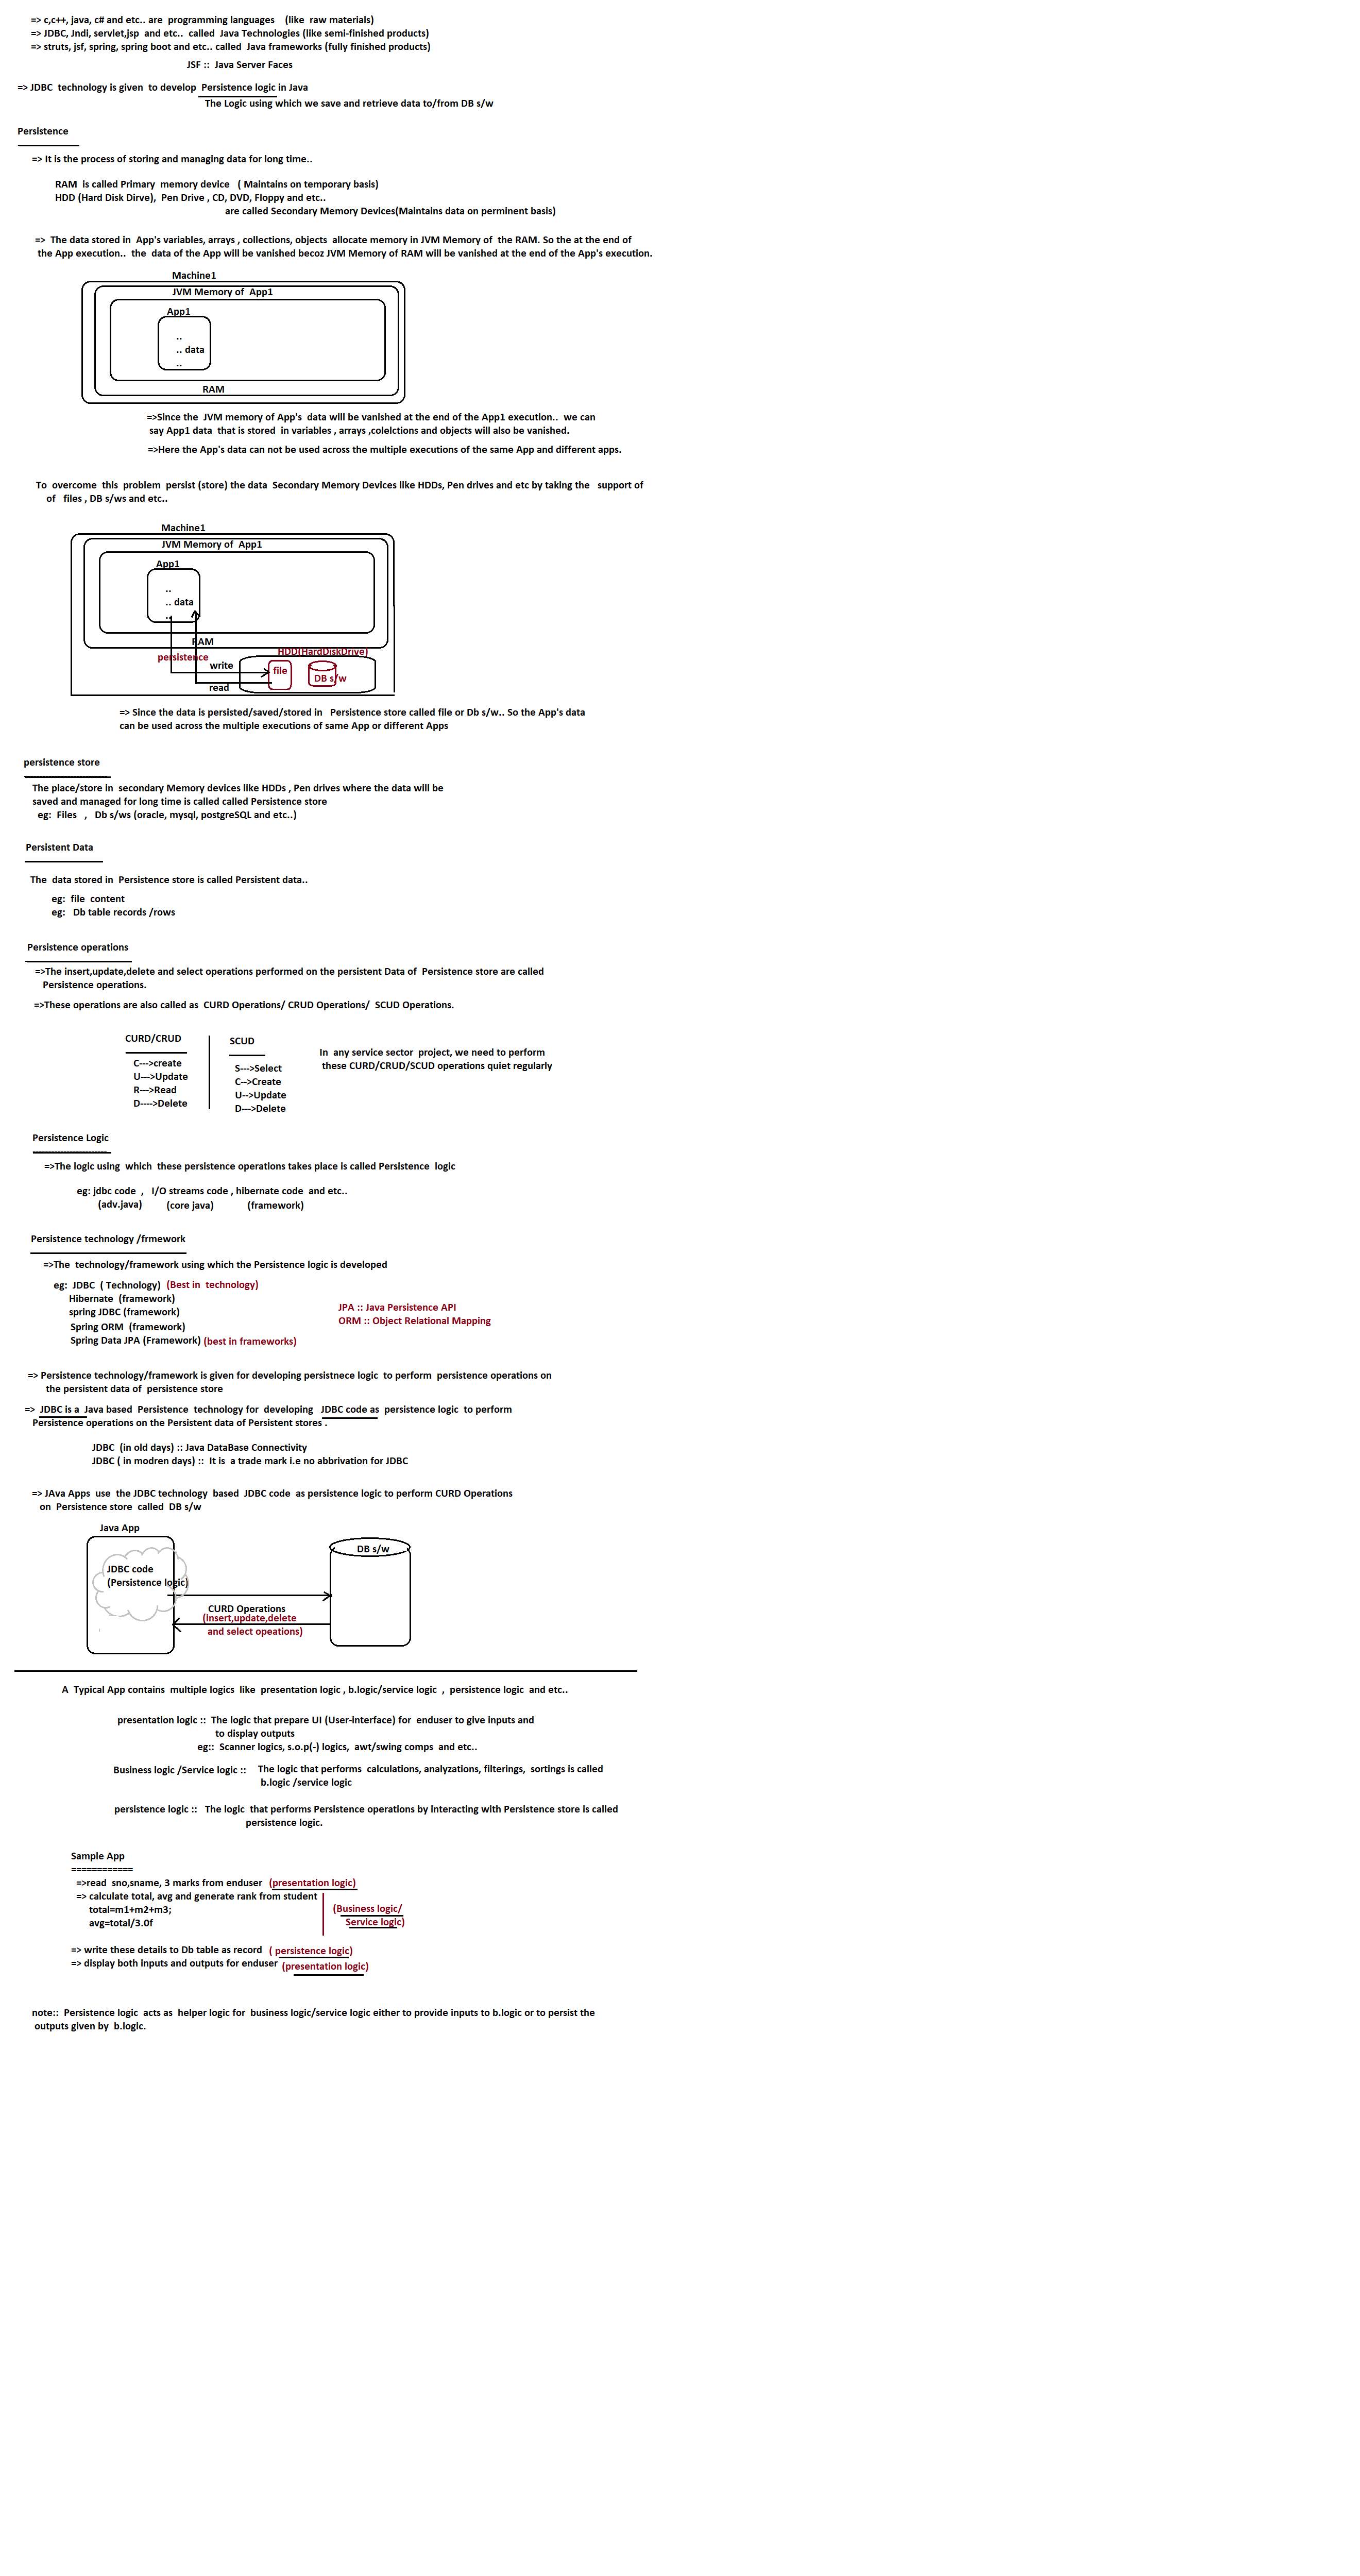 => c,c++, java, c# and etc.. are programming languages (like raw materials)
=> JDBC, Jndi, servlet,jsp and etc.. called Java Technologies (like semi-finished products)
=> struts, jsf, spring, spring boot and etc.. called Java frameworks (fully finished products)
JSF :: Java Server Faces
=> JDBC technology is given to develop Persistence logic in Java
The Logic using which we save and retrieve data to/from DB s/w
Persistence
=> It is the process of storing and managing data for long time..
RAM is called Primary memory device ( Maintains on temporary basis)
HDD (Hard Disk Dirve), Pen Drive , CD, DVD, Floppy and etc..
are called Secondary Memory Devices(Maintains data on perminent basis)
=> The data stored in App's variables, arrays , collections, objects allocate memory in JVM Memory of the RAM. So the at the end of
the App execution.. the data of the App will be vanished becoz JVM Memory of RAM will be vanished at the end of the App's execution.
Machine1
JVM Memory of App1
App1
..
.. data
..
RAM
=>Since the JVM memory of App's data will be vanished at the end of the App1 execution.. we can
say App1 data that is stored in variables , arrays ,colelctions and objects will also be vanished.
=>Here the App's data can not be used across the multiple executions of the same App and different apps.
To overcome this problem persist (store) the data Secondary Memory Devices like HDDs, Pen drives and etc by taking the support of
of files , DB s/ws and etc..
Machine1
JVM Memory of App1
App1
..
.. data
..
RAM
HDD(HardDiskDrive)
persistence
write
file
DB s/w
read
=> Since the data is persisted/saved/stored in Persistence store called file or Db s/w.. So the App's data
can be used across the multiple executions of same App or different Apps
persistence store
The place/store in secondary Memory devices like HDDs , Pen drives where the data will be
saved and managed for long time is called called Persistence store
eg: Files , Db s/ws (oracle, mysql, postgreSQL and etc..)
Persistent Data
The data stored in Persistence store is called Persistent data..
eg: file content
eg: Db table records /rows
Persistence operations
=>The insert,update,delete and select operations performed on the persistent Data of Persistence store are called
Persistence operations.
=>These operations are also called as CURD Operations/ CRUD Operations/ SCUD Operations.
CURD/CRUD
C--->create
U--->Update
R--->Read
D---->Delete
SCUD
S--->Select
C-->Create
U-->Update
D--->Delete
In any service sector project, we need to perform
these CURD/CRUD/SCUD operations quiet regularly
Persistence Logic
=>The logic using which these persistence operations takes place is called Persistence logic
eg: jdbc code , I/O streams code , hibernate code and etc..
(adv.java) (core java) (framework)
Persistence technology /frmework
=>The technology/framework using which the Persistence logic is developed
eg: JDBC ( Technology) (Best in technology)
Hibernate (framework)
spring JDBC (framework)
Spring ORM (framework)
Spring Data JPA (Framework) (best in frameworks)
JPA :: Java Persistence API
ORM :: Object Relational Mapping
=> Persistence technology/framework is given for developing persistnece logic to perform persistence operations on
the persistent data of persistence store
=> JDBC is a Java based Persistence technology for developing JDBC code as persistence logic to perform
Persistence operations on the Persistent data of Persistent stores .
JDBC (in old days) :: Java DataBase Connectivity
JDBC ( in modren days) :: It is a trade mark i.e no abbrivation for JDBC
=> JAva Apps use the JDBC technology based JDBC code as persistence logic to perform CURD Operations
on Persistence store called DB s/w
Java App
JDBC code
(Persistence logic)
DB s/w
CURD Operations
(insert,update,delete
and select opeations)
A Typical App contains multiple logics like presentation logic , b.logic/service logic , persistence logic and etc..
presentation logic :: The logic that prepare UI (User-interface) for enduser to give inputs and
to display outputs
eg:: Scanner logics, s.o.p(-) logics, awt/swing comps and etc..
Business logic /Service logic :: The logic that performs calculations, analyzations, filterings, sortings is called
b.logic /service logic
persistence logic :: The logic that performs Persistence operations by interacting with Persistence store is called
persistence logic.
Sample App
============
=>read sno,sname, 3 marks from enduser (presentation logic)
=> calculate total, avg and generate rank from student
total=m1+m2+m3;
avg=total/3.0f
(Business logic/
Service logic)
=> write these details to Db table as record ( persistence logic)
=> display both inputs and outputs for enduser (presentation logic)
note:: Persistence logic acts as helper logic for business logic/service logic either to provide inputs to b.logic or to persist the
outputs given by b.logic.